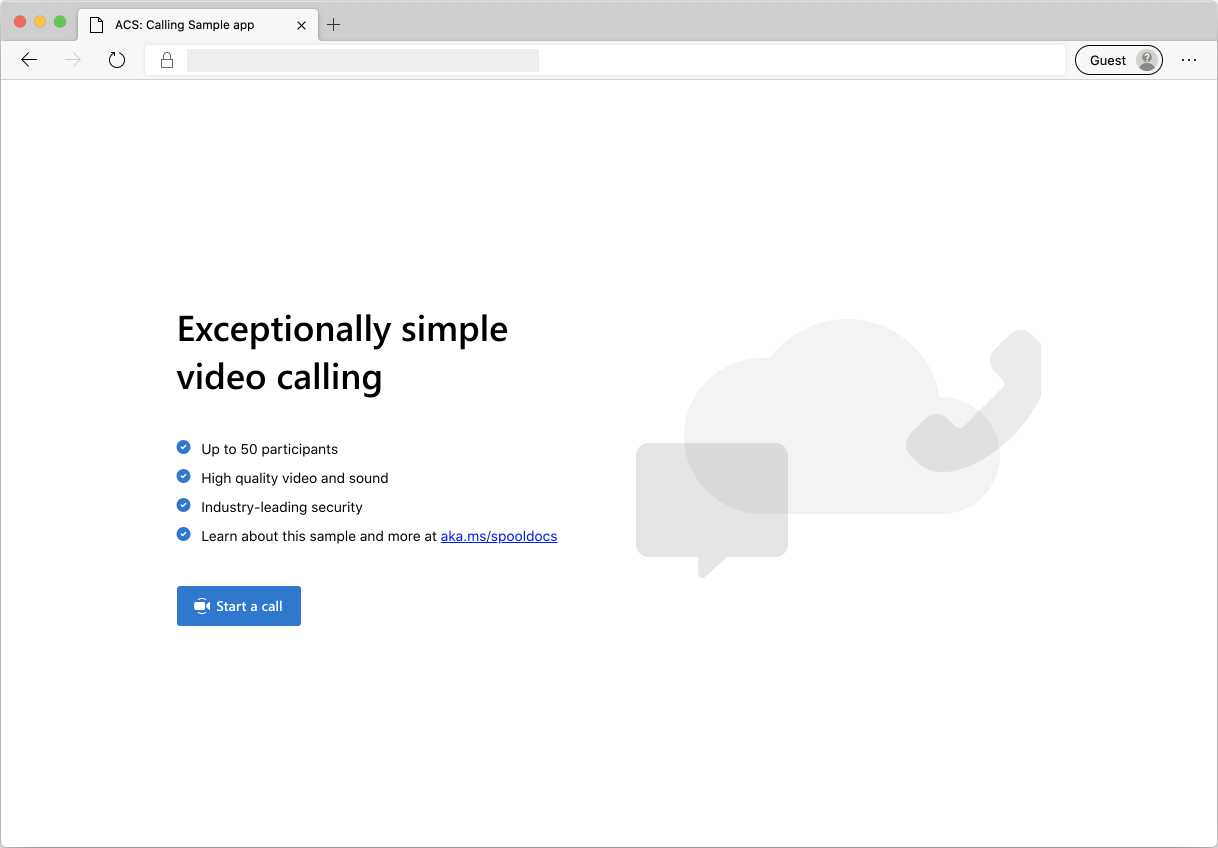 ACS: Calling Sample app
Guest
Exceptionally simple
video calling
Up to 50 participants
High quality video and sound
Industry-leading security
Learn about this sample and more at aka.ms/spooldocs
Start a call